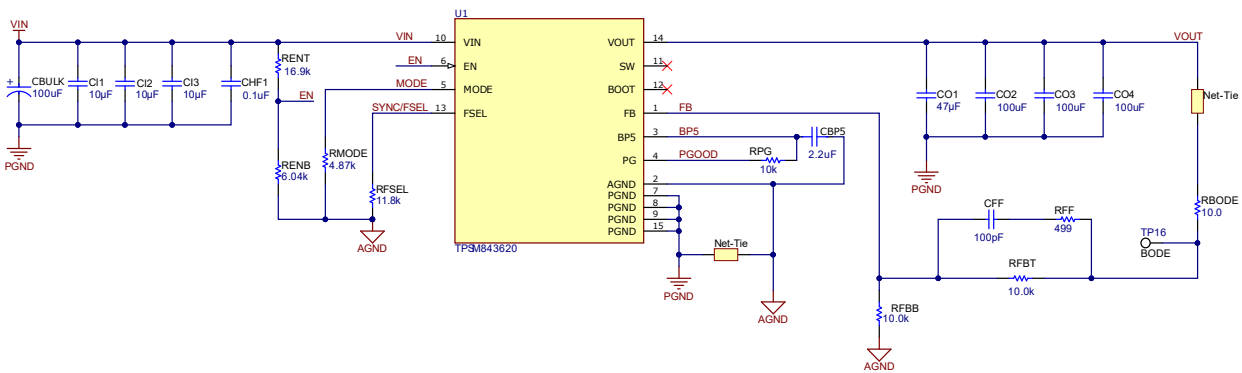 VIN
CBULK
100uF
CI1
10µF
CI2
10µF
CI3
10µF
CHF1
0.1uF
RENT
16.9k
EN
RENB
6.04k
RMODE
4.87k
RFSEL
11.8k
PGND
AGND
VIN
EN
MODE
SYNC/FSEL
10
6
5
13
U1
VIN
EN
MODE
FSEL
VOUT
SW
BOOT
FB
BP5
PG
AGND
PGND
PGND
PGND
PGND
TPSM843620
14
11
12
1
3
4
2
7
8
9
15
FB
BP5
PGOOD
RPG
10k
CBP5
2.2uF
Net-Tie
PGND
AGND
VOUT
CO1
47µF
CO2
100uF
CO3
100uF
CO4
100uF
PGND
Net-Tie
RBODE
10.0
TP16
BODE
CFF
100pF
RFF
499
RFBT
10.0k
RFBB
10.0k
AGND